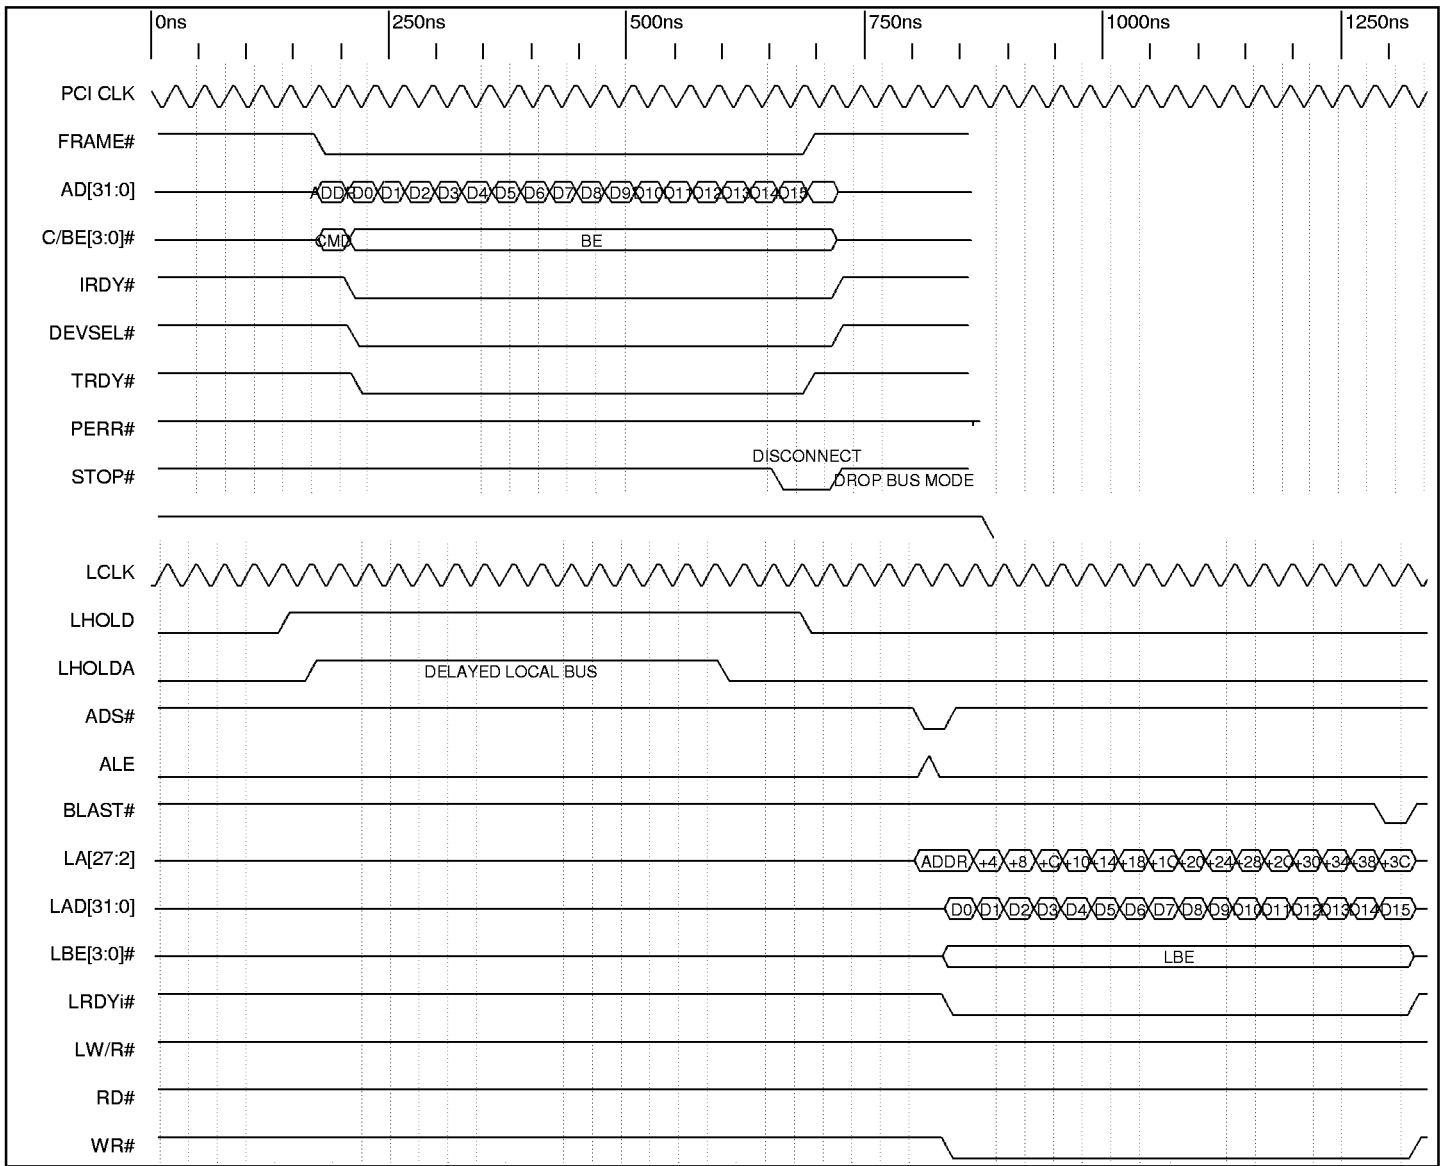 0ns 250ns 500ns 750ns 1000ns 1250ns
PCI CLK
FRAME#
AD[31:0] ADDR D0 D1 D2 D3 D4 D5 D6 D7 D8 D9 D10 D11 D12 D13 D14 D15
C/BE[3:0]# CMD BE
IRDY#
DEVSEL#
TRDY#
PERR#
DISCONNECT
STOP# DROP BUS MODE
LCLK
LHOLD
LHOLDA DELAYED LOCAL BUS
ADS#
ALE
BLAST#
LA[27:2] ADDR +4 +8 +C +10 +14 +18 +1C +20 +24 +28 +2C +30 +34 +38 +3C
LAD[31:0] D0 D1 D2 D3 D4 D5 D6 D7 D8 D9 D10 D11 D12 D13 D14 D15
LBE[3:0]# LBE
LRDYi#
LW/R#
RD#
WR#